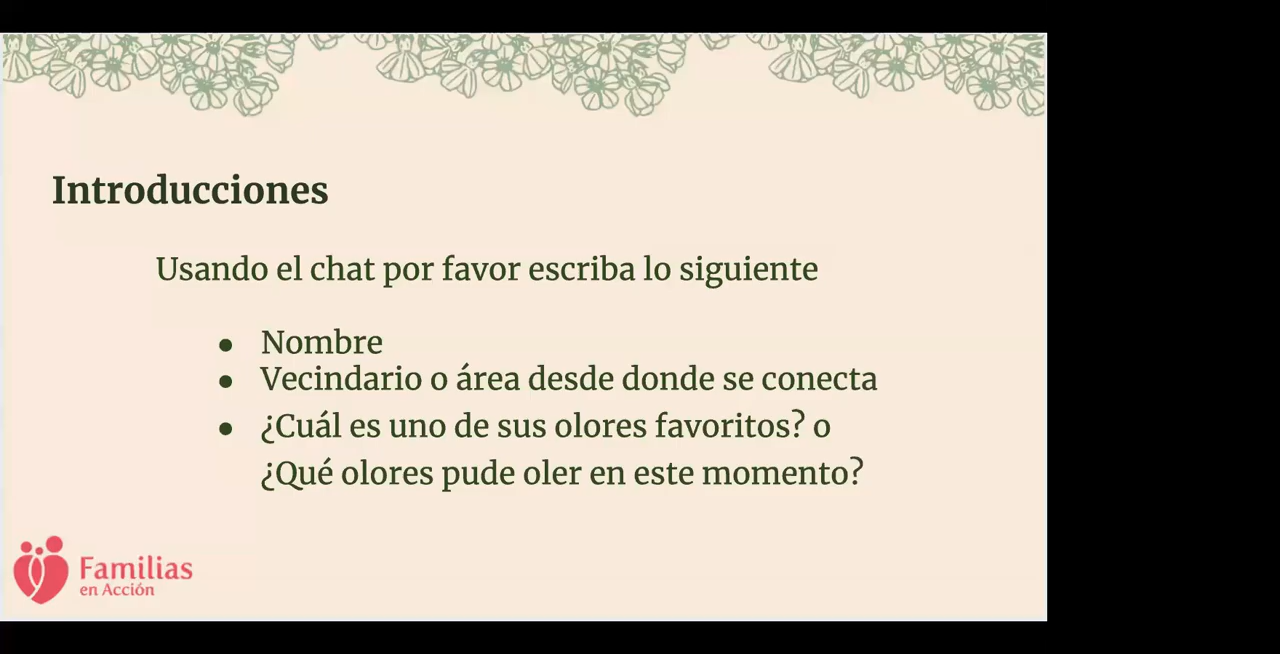 Introducciones
Usando el chat por favor escriba lo siguiente
● Nombre
● Vecindario o área desde donde se conecta
● ¿Cuál es uno de sus olores favoritos? o
¿Qué olores pude oler en este momento?
Familias
en Acción